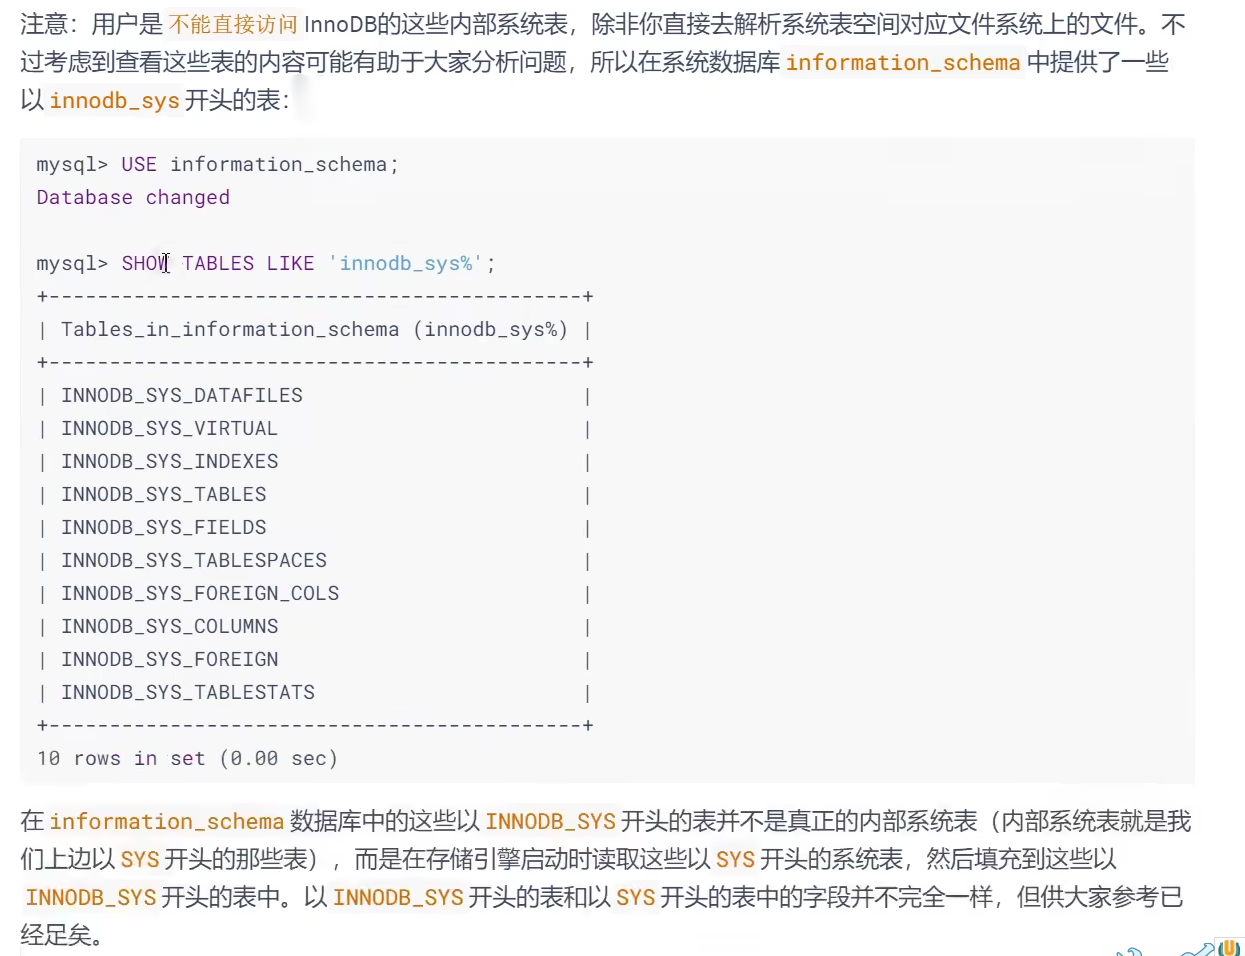 注意：用户是 不能直接访问 InnoDB的这些内部系统表，除非你直接去解析系统表空间对应文件系统上的文件。不
过考虑到查看这些表的内容可能有助于大家分析问题，所以在系统数据库 information_schema 中提供了一些
以 innodb_sys 开头的表：
mysql> USE information_schema;
Database changed
mysql> SHOW TABLES LIKE 'innodb_sys%';
+--------------------------------------------+
| Tables_in_information_schema (innodb_sys%) |
+--------------------------------------------+
| INNODB_SYS_DATAFILES                       |
| INNODB_SYS_VIRTUAL                         |
| INNODB_SYS_INDEXES                         |
| INNODB_SYS_TABLES                          |
| INNODB_SYS_FIELDS                          |
| INNODB_SYS_TABLESPACES                     |
| INNODB_SYS_FOREIGN_COLS                    |
| INNODB_SYS_COLUMNS                         |
| INNODB_SYS_FOREIGN                         |
| INNODB_SYS_TABLESTATS                      |
+--------------------------------------------+
10 rows in set (0.00 sec)
在 information_schema 数据库中的这些以 INNODB_SYS 开头的表并不是真正的内部系统表（内部系统表就是我
们上边以 SYS 开头的那些表），而是在存储引擎启动时读取这些以 SYS 开头的系统表，然后填充到这些以
INNODB_SYS 开头的表中。以 INNODB_SYS 开头的表和以 SYS 开头的表中的字段并不完全一样，但供大家参考已
经足矣。